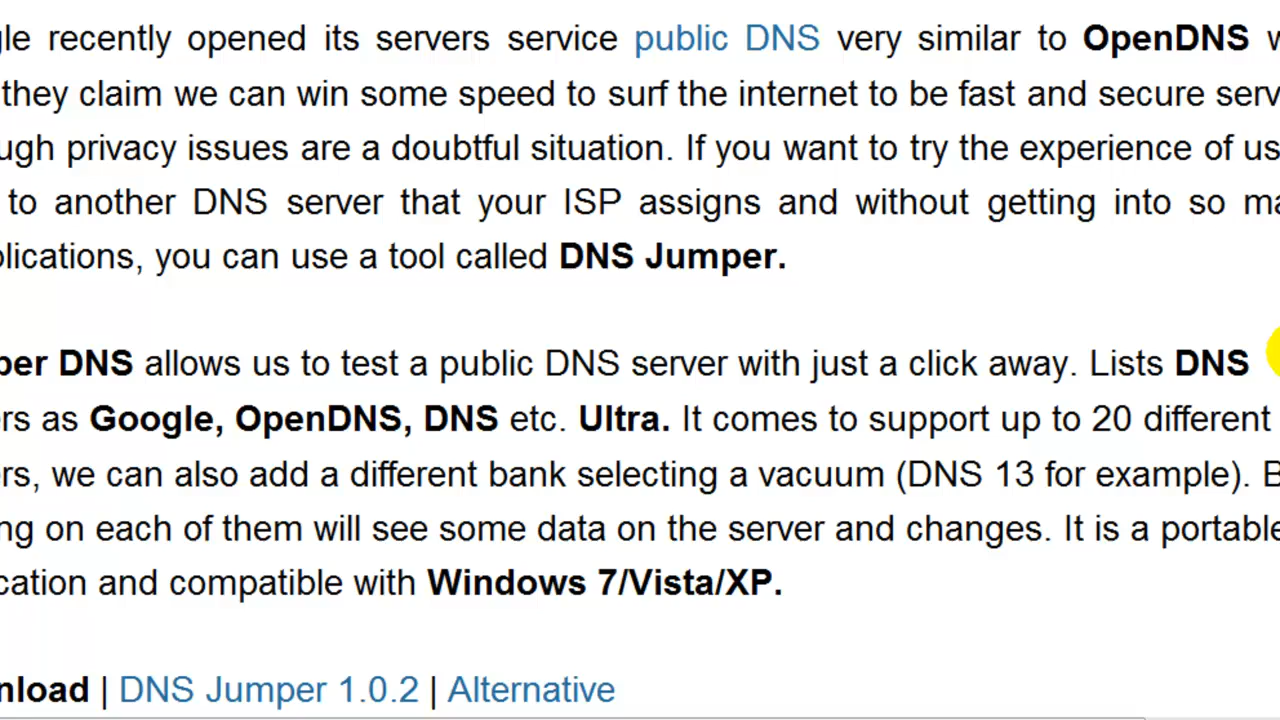 gle recently opened its servers service public DNS very similar to OpenDNS w
they claim we can win some speed to surf the internet to be fast and secure serv
ugh privacy issues are a doubtful situation. If you want to try the experience of us
to another DNS server that your ISP assigns and without getting into so ma
plications, you can use a tool called DNS Jumper.
per DNS allows us to test a public DNS server with just a click away. Lists DNS
ers as Google, OpenDNS, DNS etc. Ultra. It comes to support up to 20 different
ers, we can also add a different bank selecting a vacuum (DNS 13 for example). B
ing on each of them will see some data on the server and changes. It is a portable
cation and compatible with Windows 7/Vista/XP.
nload | DNS Jumper 1.0.2 | Alternative